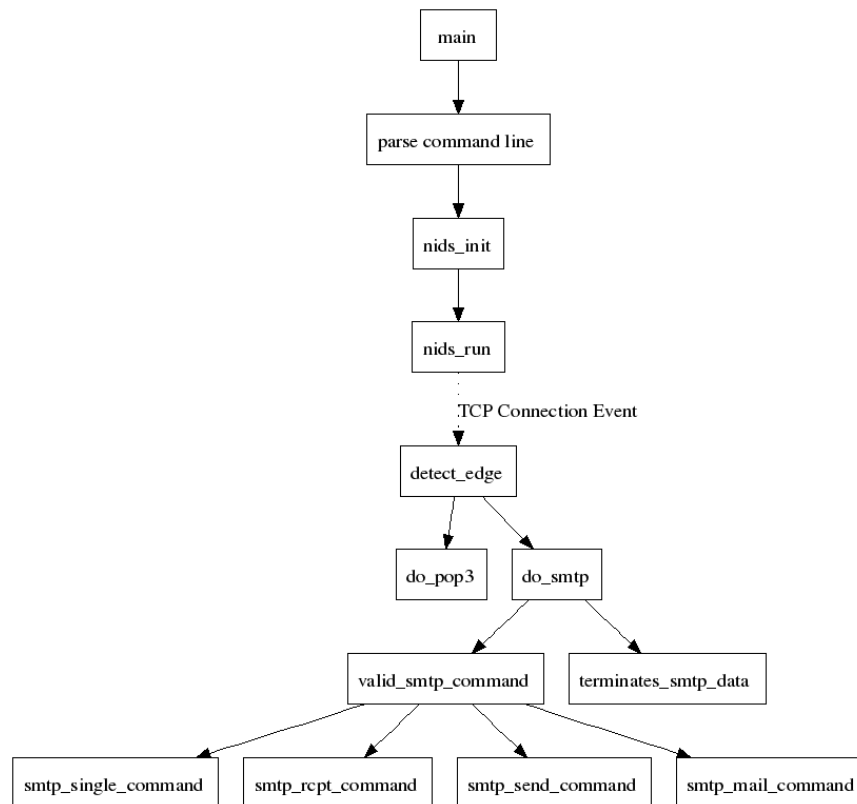 main
parse command line
nids_init
nids_run
TCP Connection Event
detect_edge
do_pop3
do_smtp
valid_smtp_command
terminates_smtp_data
smtp_single_command
smtp_rcpt_command
smtp_send_command
smtp_mail_command